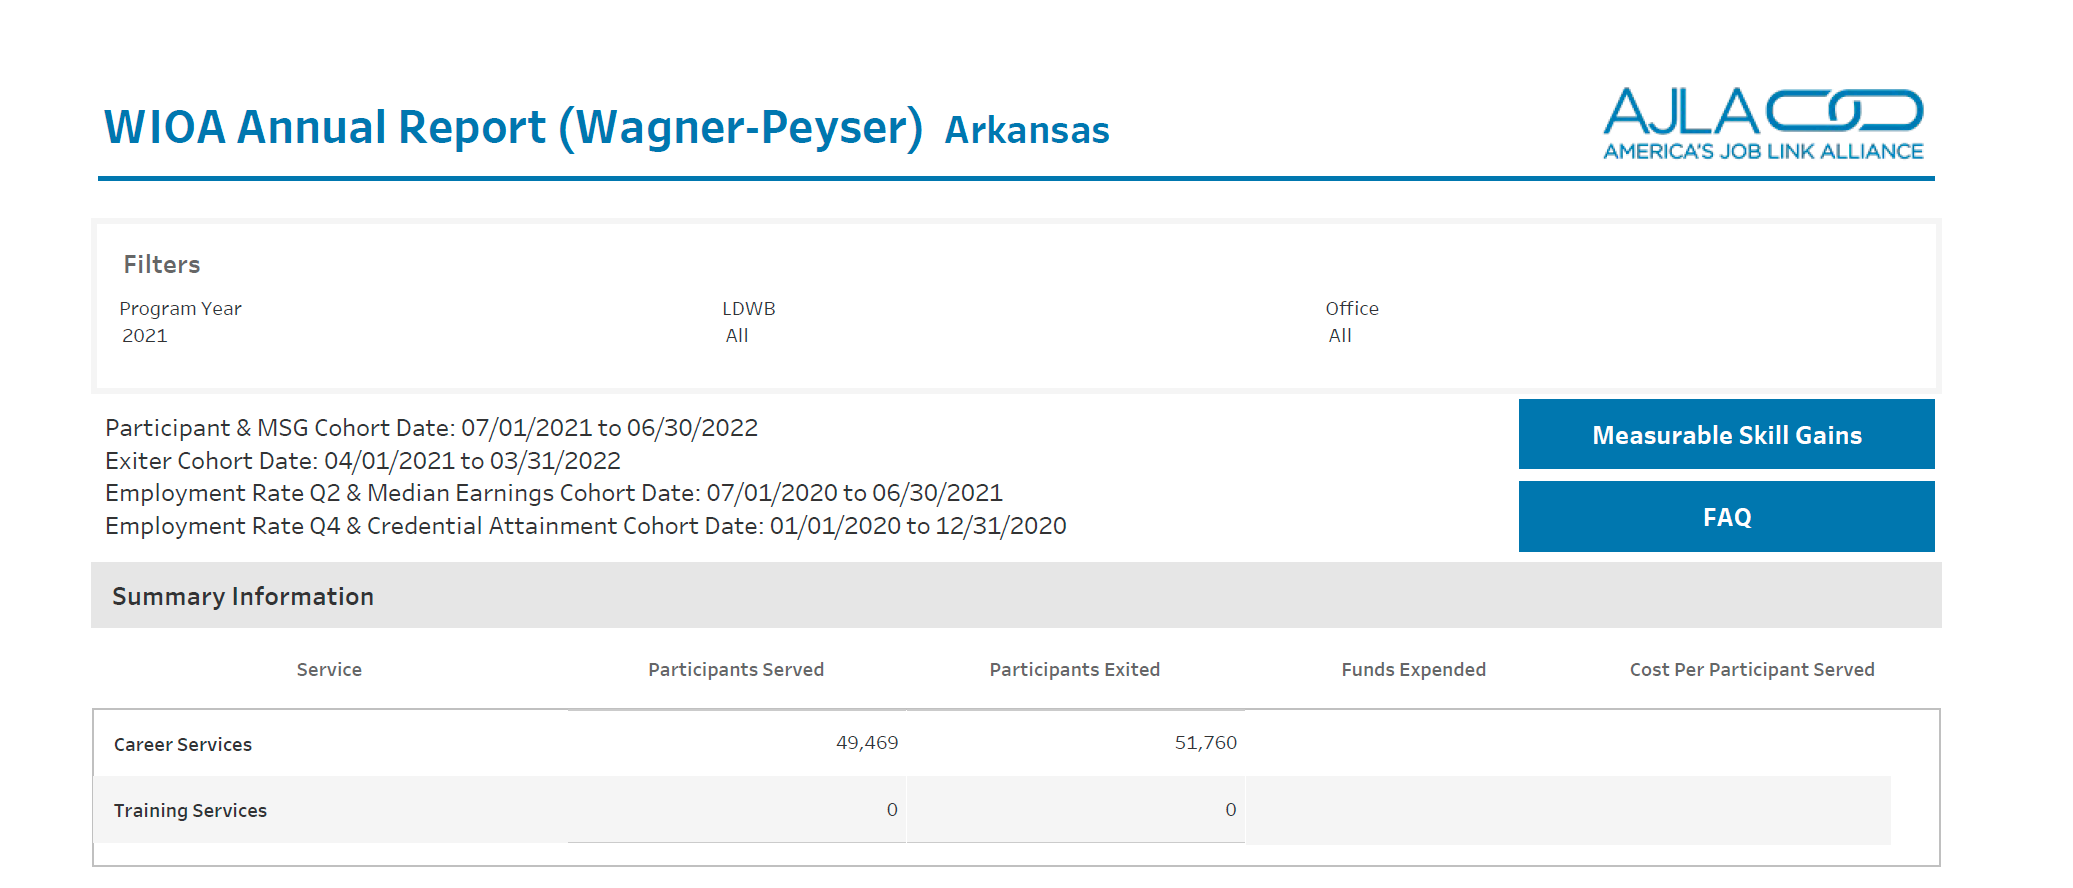 WIOA Annual Report (Wagner-Peyser) Arkansas
AJLA
AMERICA'S JOB LINK ALLIANCE
Filters
Program Year LDWB Office
2021 All All
Participant & MSG Cohort Date: 07/01/2021 to 06/30/2022
Exiter Cohort Date: 04/01/2021 to 03/31/2022
Employment Rate Q2 & Median Earnings Cohort Date: 07/01/2020 to 06/30/2021
Employment Rate Q4 & Credential Attainment Cohort Date: 01/01/2020 to 12/31/2020
Measurable Skill Gains
FAQ
Summary Information
Service Participants Served Participants Exited Funds Expended Cost Per Participant Served
Career Services 49,469 51,760
Training Services 0 0